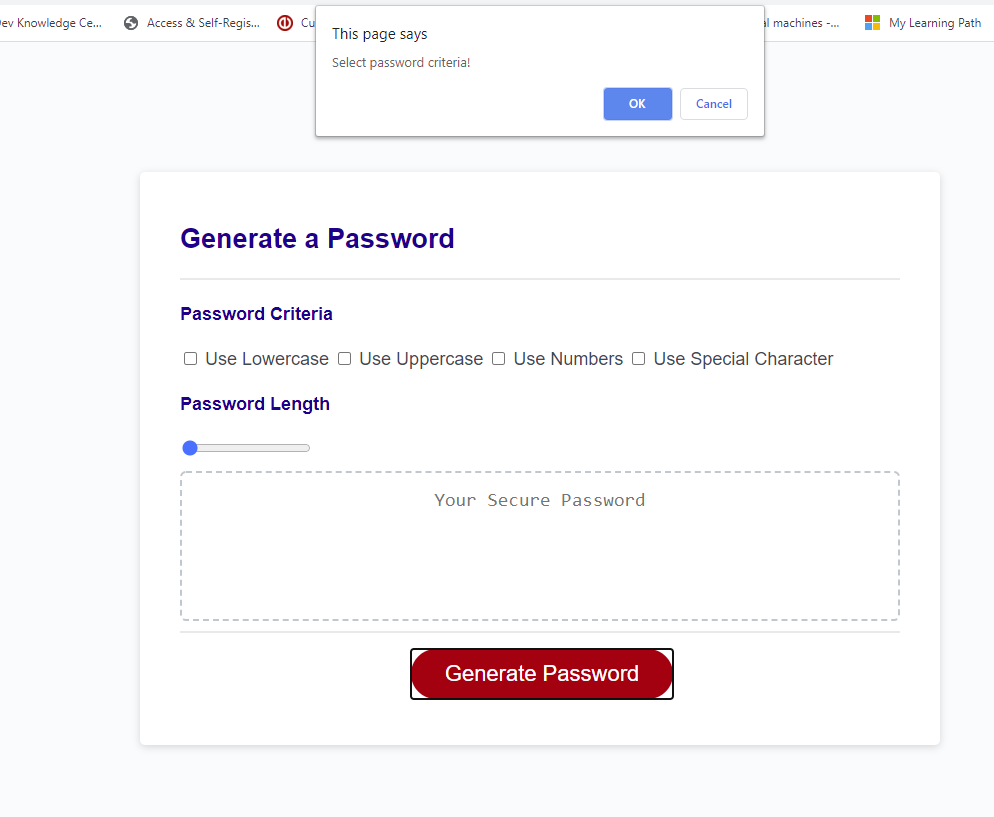 ev Knowledge Ce... Access & Self-Regis... Cu al machines -... My Learning Path
This page says
Select password criteria!
OK Cancel
Generate a Password
Password Criteria
Use Lowercase Use Uppercase Use Numbers Use Special Character
Password Length
Your Secure Password
Generate Password